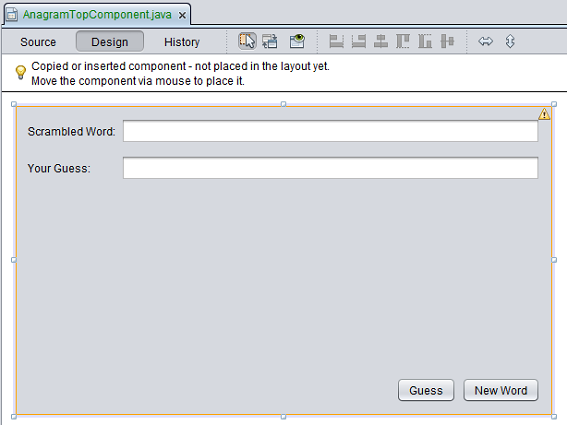 AnagramTopComponent.java
Source Design History
Copied or inserted component - not placed in the layout yet.
Move the component via mouse to place it.
Scrambled Word:
Your Guess:
Guess New Word